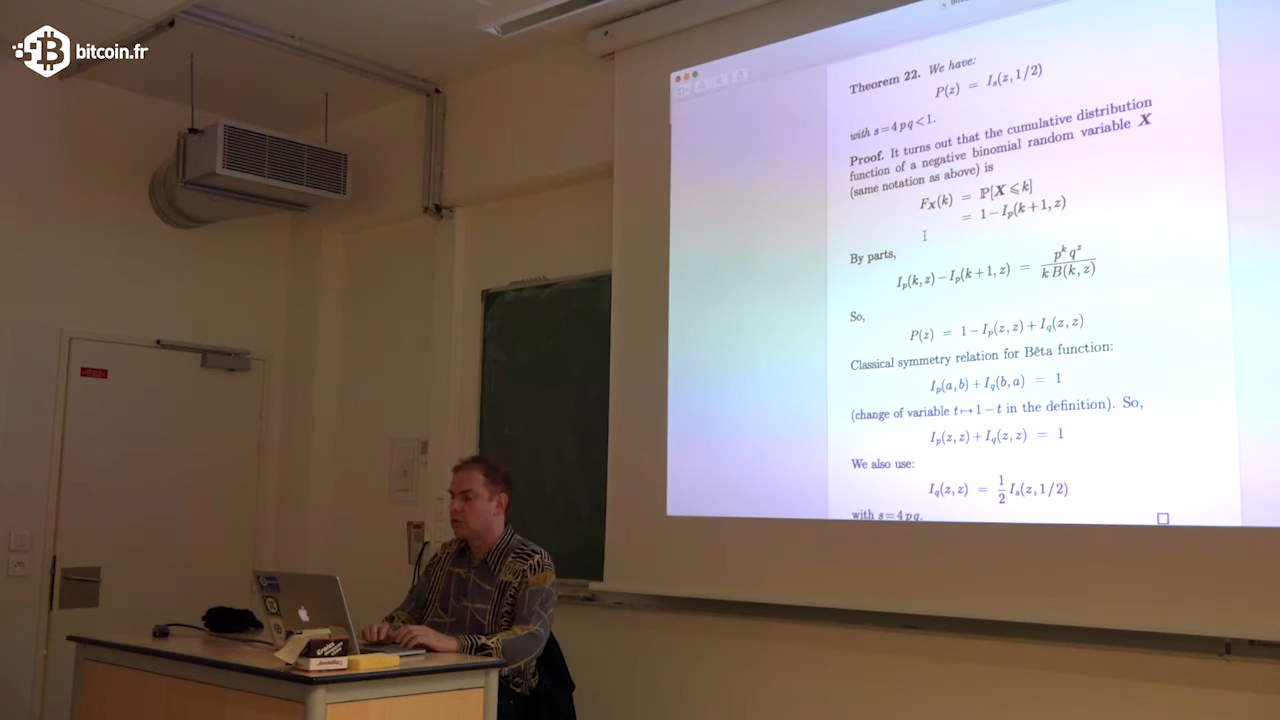 bitcoin.fr
Theorem 22. We have:
P(z) = I_s(z, 1/2)
with s = 4 p q < 1.
Proof. It turns out that the cumulative distribution
function of a negative binomial random variable X
(same notation as above) is
F_X(k) = ℙ[X ⩽ k]
= 1 − I_p(k + 1, z)
By parts,
I_p(k, z) − I_p(k + 1, z) = p^k q^z / k B(k, z)
So,
P(z) = 1 − I_p(z, z) + I_q(z, z)
Classical symmetry relation for Bêta function:
I_p(a, b) + I_q(b, a) = 1
(change of variable t ↦ 1 − t in the definition). So,
I_p(z, z) + I_q(z, z) = 1
We also use:
I_q(z, z) = 1/2 I_s(z, 1/2)
with s = 4 p q.